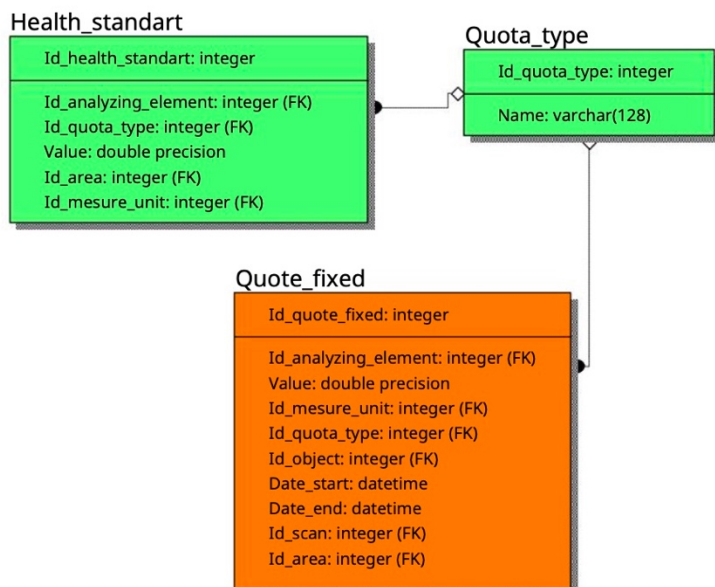 Health_standart
Id_health_standart: integer
Id_analyzing_element: integer (FK)
Id_quota_type: integer (FK)
Value: double precision
Id_area: integer (FK)
Id_mesure_unit: integer (FK)
Quota_type
Id_quota_type: integer
Name: varchar(128)
Quote_fixed
Id_quote_fixed: integer
Id_analyzing_element: integer (FK)
Value: double precision
Id_mesure_unit: integer (FK)
Id_quota_type: integer (FK)
Id_object: integer (FK)
Date_start: datetime
Date_end: datetime
Id_scan: integer (FK)
Id_area: integer (FK)